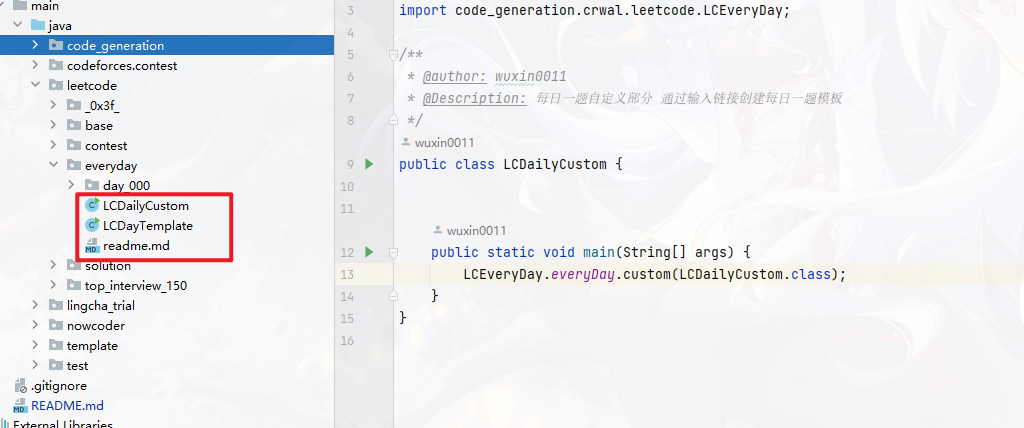 main
java
code_generation
codeforces.contest
leetcode
_0x3f_
base
contest
everyday
day_000
LCDailyCustom
LCDayTemplate
readme.md
solution
top_interview_150
lingcha_trial
nowcoder
template
test
.gitignore
README.md
External Libraries
3 import code_generation.crwal.leetcode.LCEveryDay;
4
5 /**
6 * @author: wuxin0011
7 * @Description: 每日一题自定义部分 通过输入链接创建每日一题模板
8 */
wuxin0011
9 public class LCDailyCustom {
10
11
wuxin0011
12 public static void main(String[] args) {
13 LCEveryDay.everyDay.custom(LCDailyCustom.class);
14 }
15 }
16